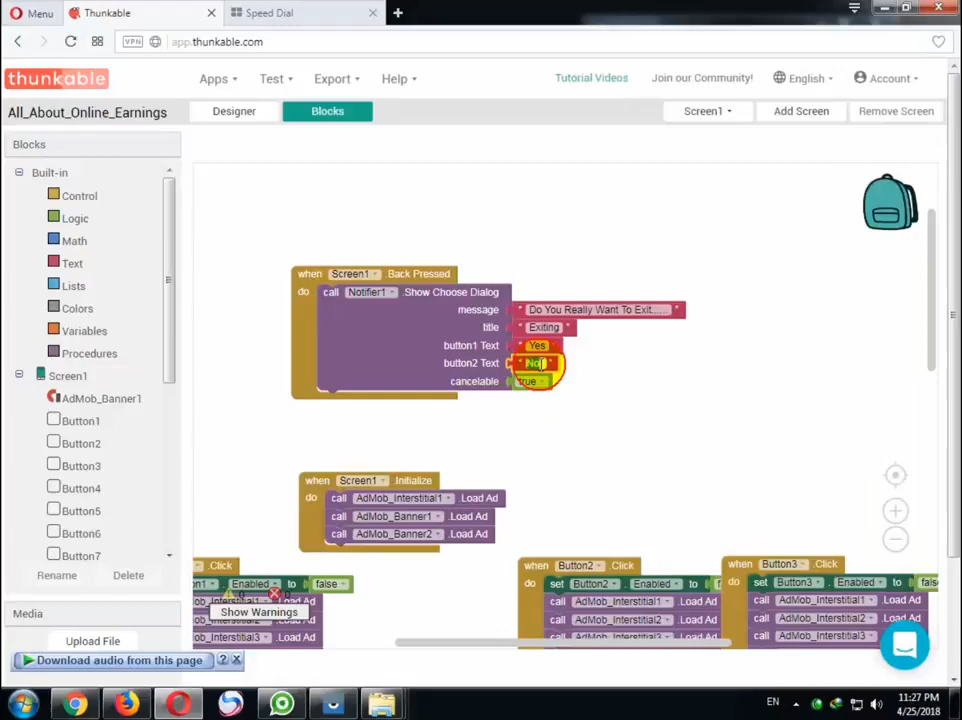 Menu
Thunkable
Speed Dial
VPN
app.thunkable.com
thunkable
Apps
Test
Export
Help
Tutorial Videos
Join our Community!
English
Account
All_About_Online_Earnings
Designer
Blocks
Screen1
Add Screen
Remove Screen
Blocks
Built-in
Control
Logic
Math
Text
Lists
Colors
Variables
Procedures
Screen1
AdMob_Banner1
Button1
Button2
Button3
Button4
Button5
Button6
Button7
Rename
Delete
Media
Upload File
Download audio from this page
?
when Screen1 .Back Pressed
do call Notifier1 .Show Choose Dialog
message " Do You Really Want To Exit...... "
title " Exiting "
button1 Text " Yes "
button2 Text " No "
cancelable true
when Screen1 .Initialize
do call AdMob_Interstitial1 .Load Ad
call AdMob_Banner1 .Load Ad
call AdMob_Banner2 .Load Ad
.Click
Enabled to false
Show Warnings
when Button2 .Click
do set Button2 . Enabled to
call AdMob_Interstitial1 .Load Ad
call AdMob_Interstitial2 .Load Ad
call AdMob_Interstitial3 .Load Ad
when Button3 .Click
do set Button3 . Enabled to false
call AdMob_Interstitial1 .Load Ad
call AdMob_Interstitial2 .Load Ad
call AdMob_Interstitial3 .Load Ad
EN
11:27 PM
4/25/2018